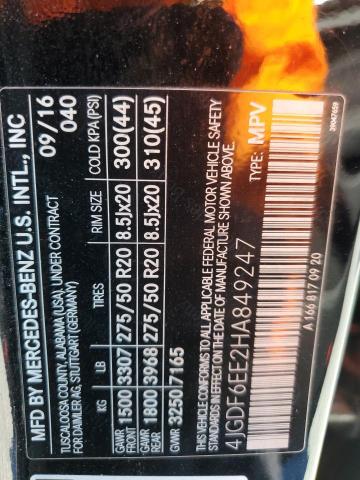 MFD BY MERCEDES-BENZ U.S. INTL., INC
TUSCALOOSA COUNTY, ALABAMA (USA), UNDER CONTRACT
OF DAIMLER AG, STUTTGART (GERMANY)
09/16
040
KG LB TIRES RIM SIZE COLD KPA(PSI)
GAWR FRONT 1500 3307 275/50 R20 8.5Jx20 300(44)
GAWR REAR 1800 3968 275/50 R20 8.5Jx20 310(45)
GVWR 3250 7165
THIS VEHICLE CONFORMS TO ALL APPLICABLE FEDERAL MOTOR VEHICLE SAFETY
STANDARDS IN EFFECT ON THE DATE OF MANUFACTURE SHOWN ABOVE.
4JGDF6EE2HA849247 TYPE: MPV
A 166 817 09 20